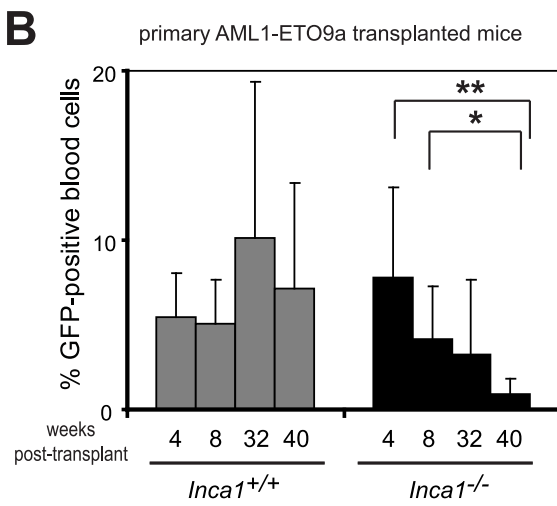 B
primary AML1-ETO9a transplanted mice
% GFP-positive blood cells
20
10
0
**
*
weeks
post-transplant
4 8 32 40 4 8 32 40
Inca1+/+ Inca1-/-